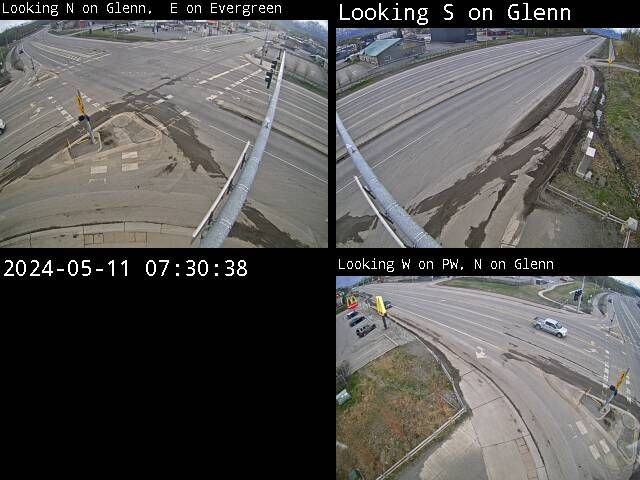 Looking N on Glenn,  E on Evergreen
Looking S on Glenn
2024-05-11 07:30:38
Looking W on PW, N on Glenn